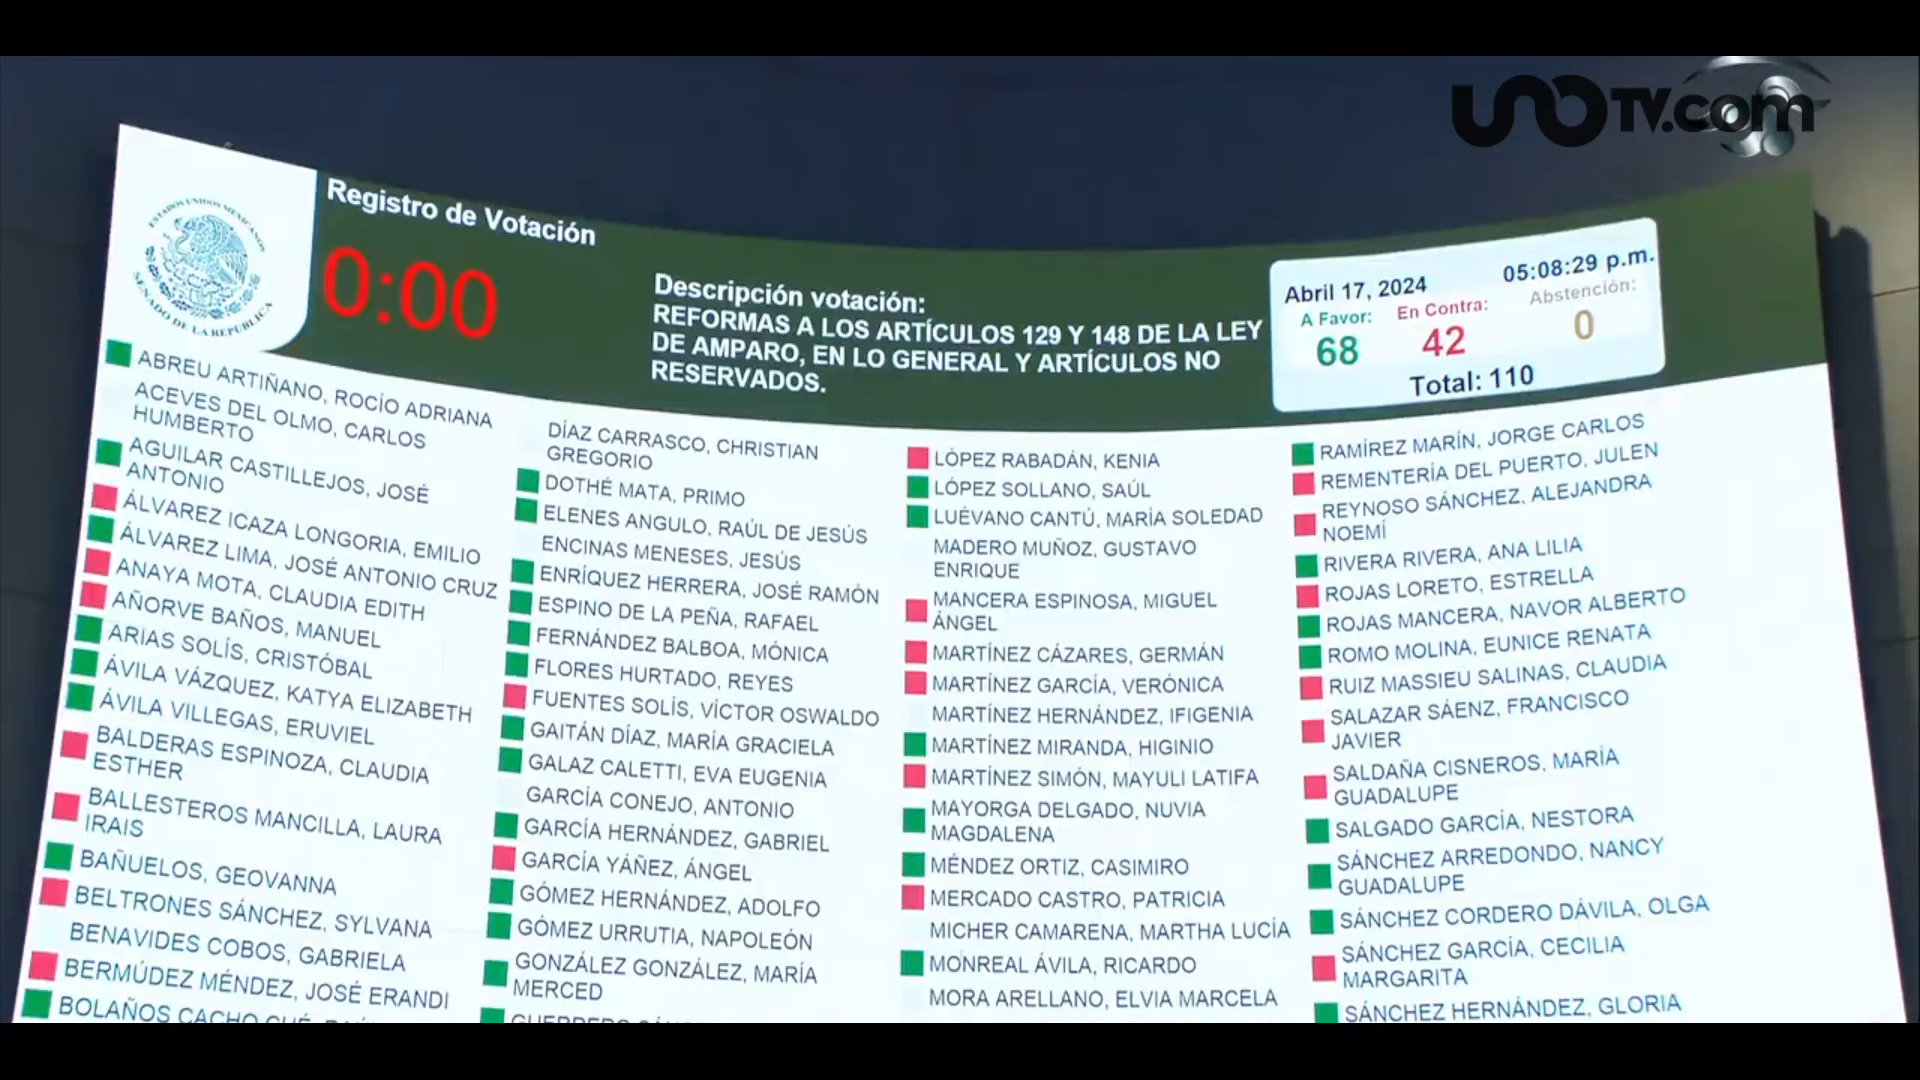 UNOTV.com
ESTADOS UNIDOS MEXICANOS
SENADO DE LA REPÚBLICA
Registro de Votación
0:00
Descripción votación:
REFORMAS A LOS ARTÍCULOS 129 Y 148 DE LA LEY
DE AMPARO, EN LO GENERAL Y ARTÍCULOS NO
RESERVADOS.
Abril 17, 2024 05:08:29 p.m.
A Favor: En Contra: Abstención:
68 42 0
Total: 110
ABREU ARTIÑANO, ROCÍO ADRIANA
ACEVES DEL OLMO, CARLOS
HUMBERTO
AGUILAR CASTILLEJOS, JOSÉ
ANTONIO
ÁLVAREZ ICAZA LONGORIA, EMILIO
ÁLVAREZ LIMA, JOSÉ ANTONIO CRUZ
ANAYA MOTA, CLAUDIA EDITH
AÑORVE BAÑOS, MANUEL
ARIAS SOLÍS, CRISTÓBAL
ÁVILA VÁZQUEZ, KATYA ELIZABETH
ÁVILA VILLEGAS, ERUVIEL
BALDERAS ESPINOZA, CLAUDIA
ESTHER
BALLESTEROS MANCILLA, LAURA
IRAIS
BAÑUELOS, GEOVANNA
BELTRONES SÁNCHEZ, SYLVANA
BENAVIDES COBOS, GABRIELA
BERMÚDEZ MÉNDEZ, JOSÉ ERANDI
BOLAÑOS CACHO CUÉ,
DÍAZ CARRASCO, CHRISTIAN
GREGORIO
DOTHÉ MATA, PRIMO
ELENES ANGULO, RAÚL DE JESÚS
ENCINAS MENESES, JESÚS
ENRÍQUEZ HERRERA, JOSÉ RAMÓN
ESPINO DE LA PEÑA, RAFAEL
FERNÁNDEZ BALBOA, MÓNICA
FLORES HURTADO, REYES
FUENTES SOLÍS, VÍCTOR OSWALDO
GAITÁN DÍAZ, MARÍA GRACIELA
GALAZ CALETTI, EVA EUGENIA
GARCÍA CONEJO, ANTONIO
GARCÍA HERNÁNDEZ, GABRIEL
GARCÍA YÁÑEZ, ÁNGEL
GÓMEZ HERNÁNDEZ, ADOLFO
GÓMEZ URRUTIA, NAPOLEÓN
GONZÁLEZ GONZÁLEZ, MARÍA
MERCED
LÓPEZ RABADÁN, KENIA
LÓPEZ SOLLANO, SAÚL
LUÉVANO CANTÚ, MARÍA SOLEDAD
MADERO MUÑOZ, GUSTAVO
ENRIQUE
MANCERA ESPINOSA, MIGUEL
ÁNGEL
MARTÍNEZ CÁZARES, GERMÁN
MARTÍNEZ GARCÍA, VERÓNICA
MARTÍNEZ HERNÁNDEZ, IFIGENIA
MARTÍNEZ MIRANDA, HIGINIO
MARTÍNEZ SIMÓN, MAYULI LATIFA
MAYORGA DELGADO, NUVIA
MAGDALENA
MÉNDEZ ORTIZ, CASIMIRO
MERCADO CASTRO, PATRICIA
MICHER CAMARENA, MARTHA LUCÍA
MONREAL ÁVILA, RICARDO
MORA ARELLANO, ELVIA MARCELA
RAMÍREZ MARÍN, JORGE CARLOS
REMENTERÍA DEL PUERTO, JULEN
REYNOSO SÁNCHEZ, ALEJANDRA
NOEMÍ
RIVERA RIVERA, ANA LILIA
ROJAS LORETO, ESTRELLA
ROJAS MANCERA, NAVOR ALBERTO
ROMO MOLINA, EUNICE RENATA
RUIZ MASSIEU SALINAS, CLAUDIA
SALAZAR SÁENZ, FRANCISCO
JAVIER
SALDAÑA CISNEROS, MARÍA
GUADALUPE
SALGADO GARCÍA, NESTORA
SÁNCHEZ ARREDONDO, NANCY
GUADALUPE
SÁNCHEZ CORDERO DÁVILA, OLGA
SÁNCHEZ GARCÍA, CECILIA
MARGARITA
SÁNCHEZ HERNÁNDEZ, GLORIA